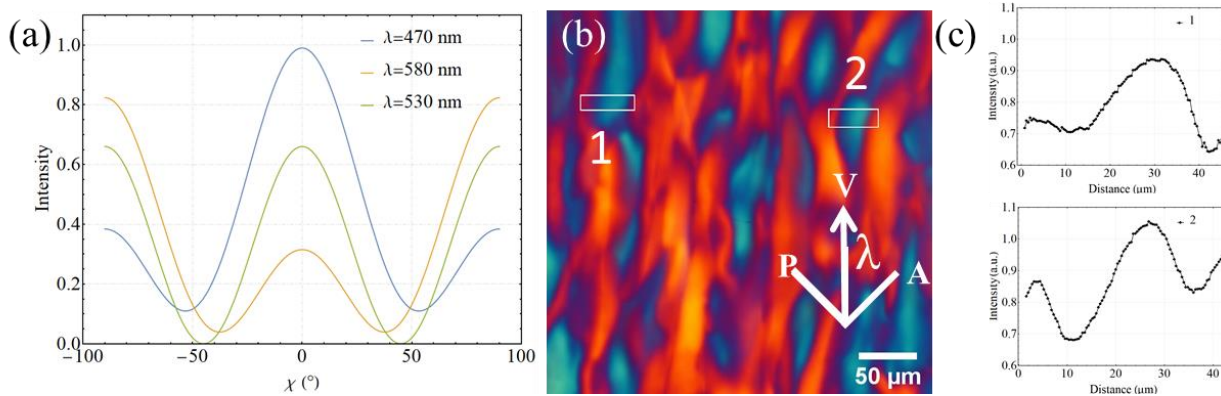 (a)
1.0
0.8
0.6
0.4
0.2
0.0
Intensity
−100
−50
0
50
100
χ (°)
λ=470 nm
λ=580 nm
λ=530 nm
(b)
1
2
V
λ
P
A
50 μm
(c)
1.1
1.0
0.9
0.8
0.7
0.6
Intensity (a.u.)
1
0
10
20
30
40
Distance (μm)
1.1
1.0
0.9
0.8
0.7
0.6
Intensity (a.u.)
2
0
10
20
30
40
Distance (μm)